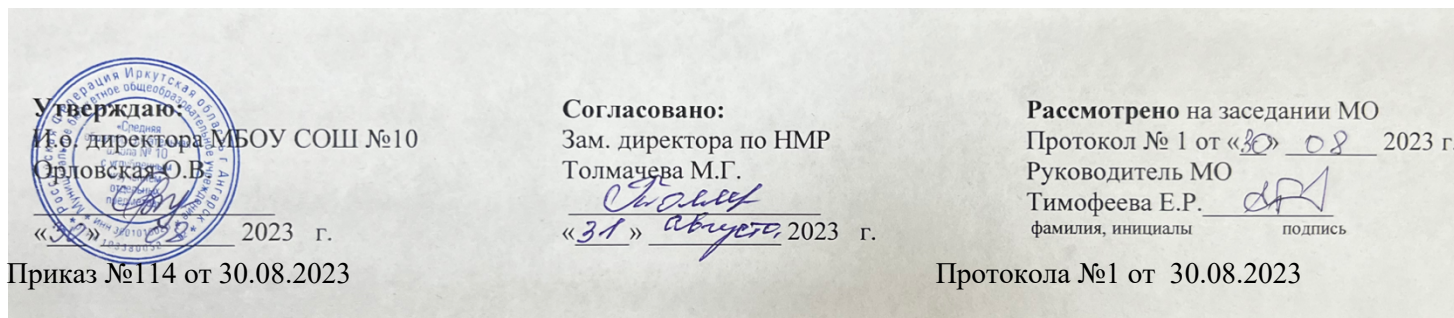 Утверждаю:
И.о. директора МБОУ СОШ №10
Орловская О.В.
«30» 08 2023 г.
Приказ №114 от 30.08.2023
Согласовано:
Зам. директора по НМР
Толмачева М.Г.
«31» августа 2023 г.
Рассмотрено на заседании МО
Протокол № 1 от «30» 08 2023 г.
Руководитель МО
Тимофеева Е.Р.
фамилия, инициалы подпись
Протокола №1 от 30.08.2023